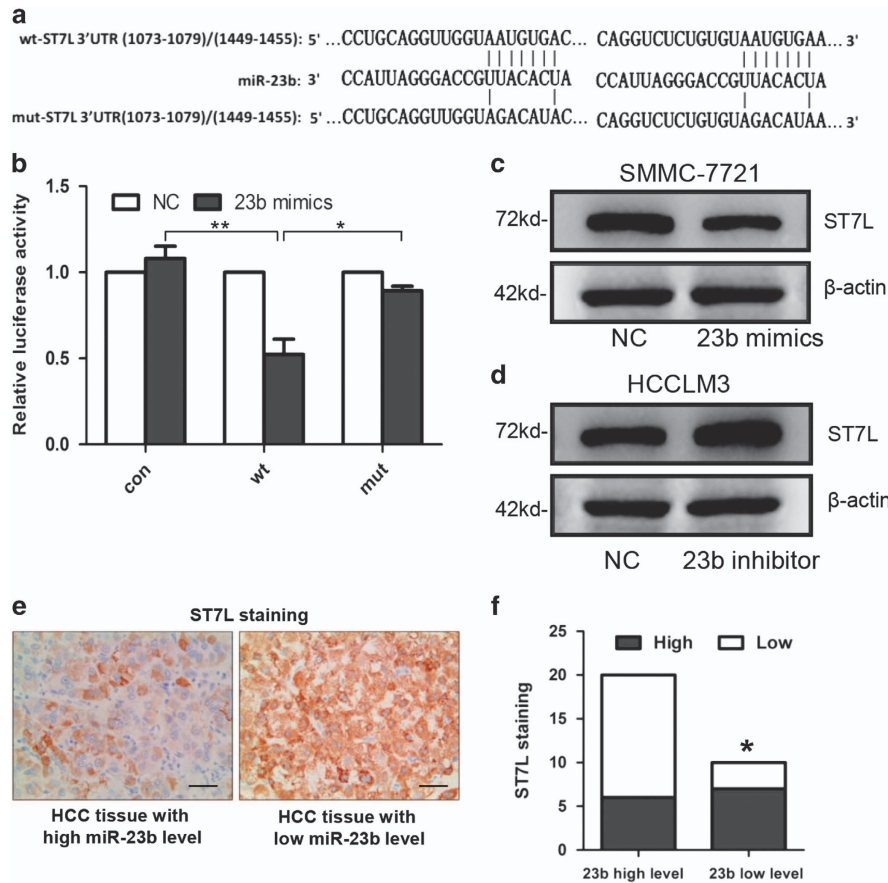 a
wt-ST7L 3'UTR (1073-1079)/(1449-1455): 5' ...CCUGCAGGUUGGUAAUGUGAC... CAGGUCUCUGUGUAAUGUGAA... 3'
miR-23b: 3' CCAUUAGGGACCGUUACACUA CCAUUAGGGACCGUUACACUA
mut-ST7L 3'UTR(1073-1079)/(1449-1455): 5' ...CCUGCAGGUUGGUAGACAUAC... CAGGUCUCUGUGUAGACAUAA... 3'
b
Relative luciferase activity
1.5
1.0
0.5
0.0
NC 23b mimics
** *
con wt mut
c
SMMC-7721
72kd- ST7L
42kd- β-actin
NC 23b mimics
d
HCCLM3
72kd- ST7L
42kd- β-actin
NC 23b inhibitor
e
ST7L staining
HCC tissue with
high miR-23b level
HCC tissue with
low miR-23b level
f
ST7L staining
25
20
15
10
5
0
High Low
*
23b high level 23b low level